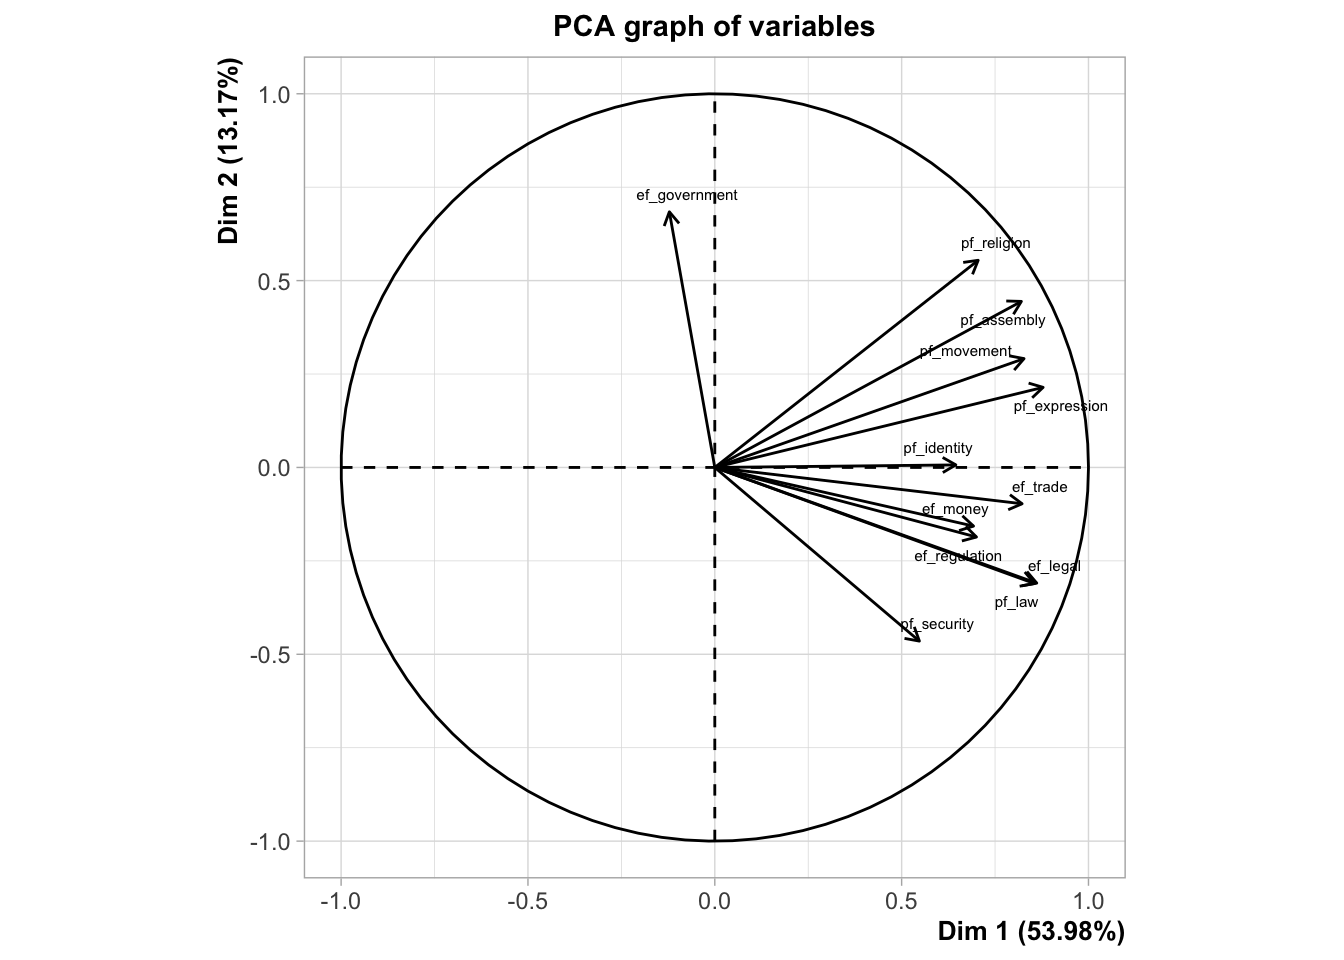 PCA graph of variables
Dim 2 (13.17%)
1.0
0.5
0.0
-0.5
-1.0
ef_government
pf_religion
pf_assembly
pf_movement
pf_expression
pf_identity
ef_trade
ef_money
ef_regulation
ef_legal
pf_law
pf_security
-1.0
-0.5
0.0
0.5
1.0
Dim 1 (53.98%)